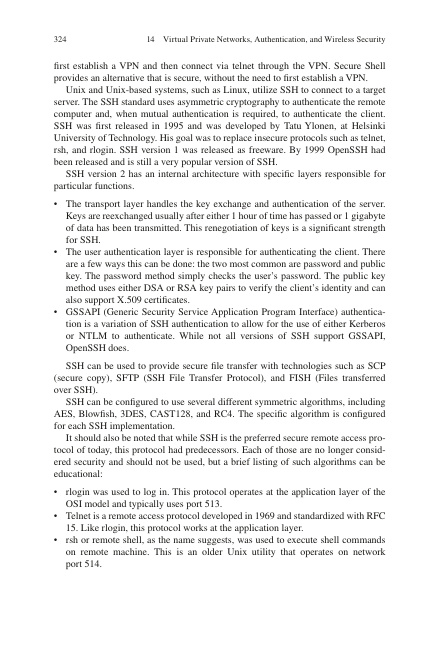 324
14 Virtual Private Networks, Authentication, and Wireless Security
first establish a VPN and then connect via telnet through the VPN. Secure Shell
provides an alternative that is secure, without the need to first establish a VPN.
Unix and Unix-based systems, such as Linux, utilize SSH to connect to a target
server. The SSH standard uses asymmetric cryptography to authenticate the remote
computer and, when mutual authentication is required, to authenticate the client.
SSH was first released in 1995 and was developed by Tatu Ylonen, at Helsinki
University of Technology. His goal was to replace insecure protocols such as telnet,
rsh, and rlogin. SSH version 1 was released as freeware. By 1999 OpenSSH had
been released and is still a very popular version of SSH.
SSH version 2 has an internal architecture with specific layers responsible for
particular functions.
• The transport layer handles the key exchange and authentication of the server.
Keys are reexchanged usually after either 1 hour of time has passed or 1 gigabyte
of data has been transmitted. This renegotiation of keys is a significant strength
for SSH.
• The user authentication layer is responsible for authenticating the client. There
are a few ways this can be done: the two most common are password and public
key. The password method simply checks the user's password. The public key
method uses either DSA or RSA key pairs to verify the client's identity and can
also support X.509 certificates.
• GSSAPI (Generic Security Service Application Program Interface) authentica-
tion is a variation of SSH authentication to allow for the use of either Kerberos
or NTLM to authenticate. While not all versions of SSH support GSSAPI,
OpenSSH does.
SSH can be used to provide secure file transfer with technologies such as SCP
(secure copy), SFTP (SSH File Transfer Protocol), and FISH (Files transferred
over SSH).
SSH can be configured to use several different symmetric algorithms, including
AES, Blowfish, 3DES, CAST128, and RC4. The specific algorithm is configured
for each SSH implementation.
It should also be noted that while SSH is the preferred secure remote access pro-
tocol of today, this protocol had predecessors. Each of those are no longer consid-
ered security and should not be used, but a brief listing of such algorithms can be
educational:
• rlogin was used to log in. This protocol operates at the application layer of the
OSI model and typically uses port 513.
• Telnet is a remote access protocol developed in 1969 and standardized with RFC
15. Like rlogin, this protocol works at the application layer.
• rsh or remote shell, as the name suggests, was used to execute shell commands
on remote machine. This is an older Unix utility that operates on network
port 514.